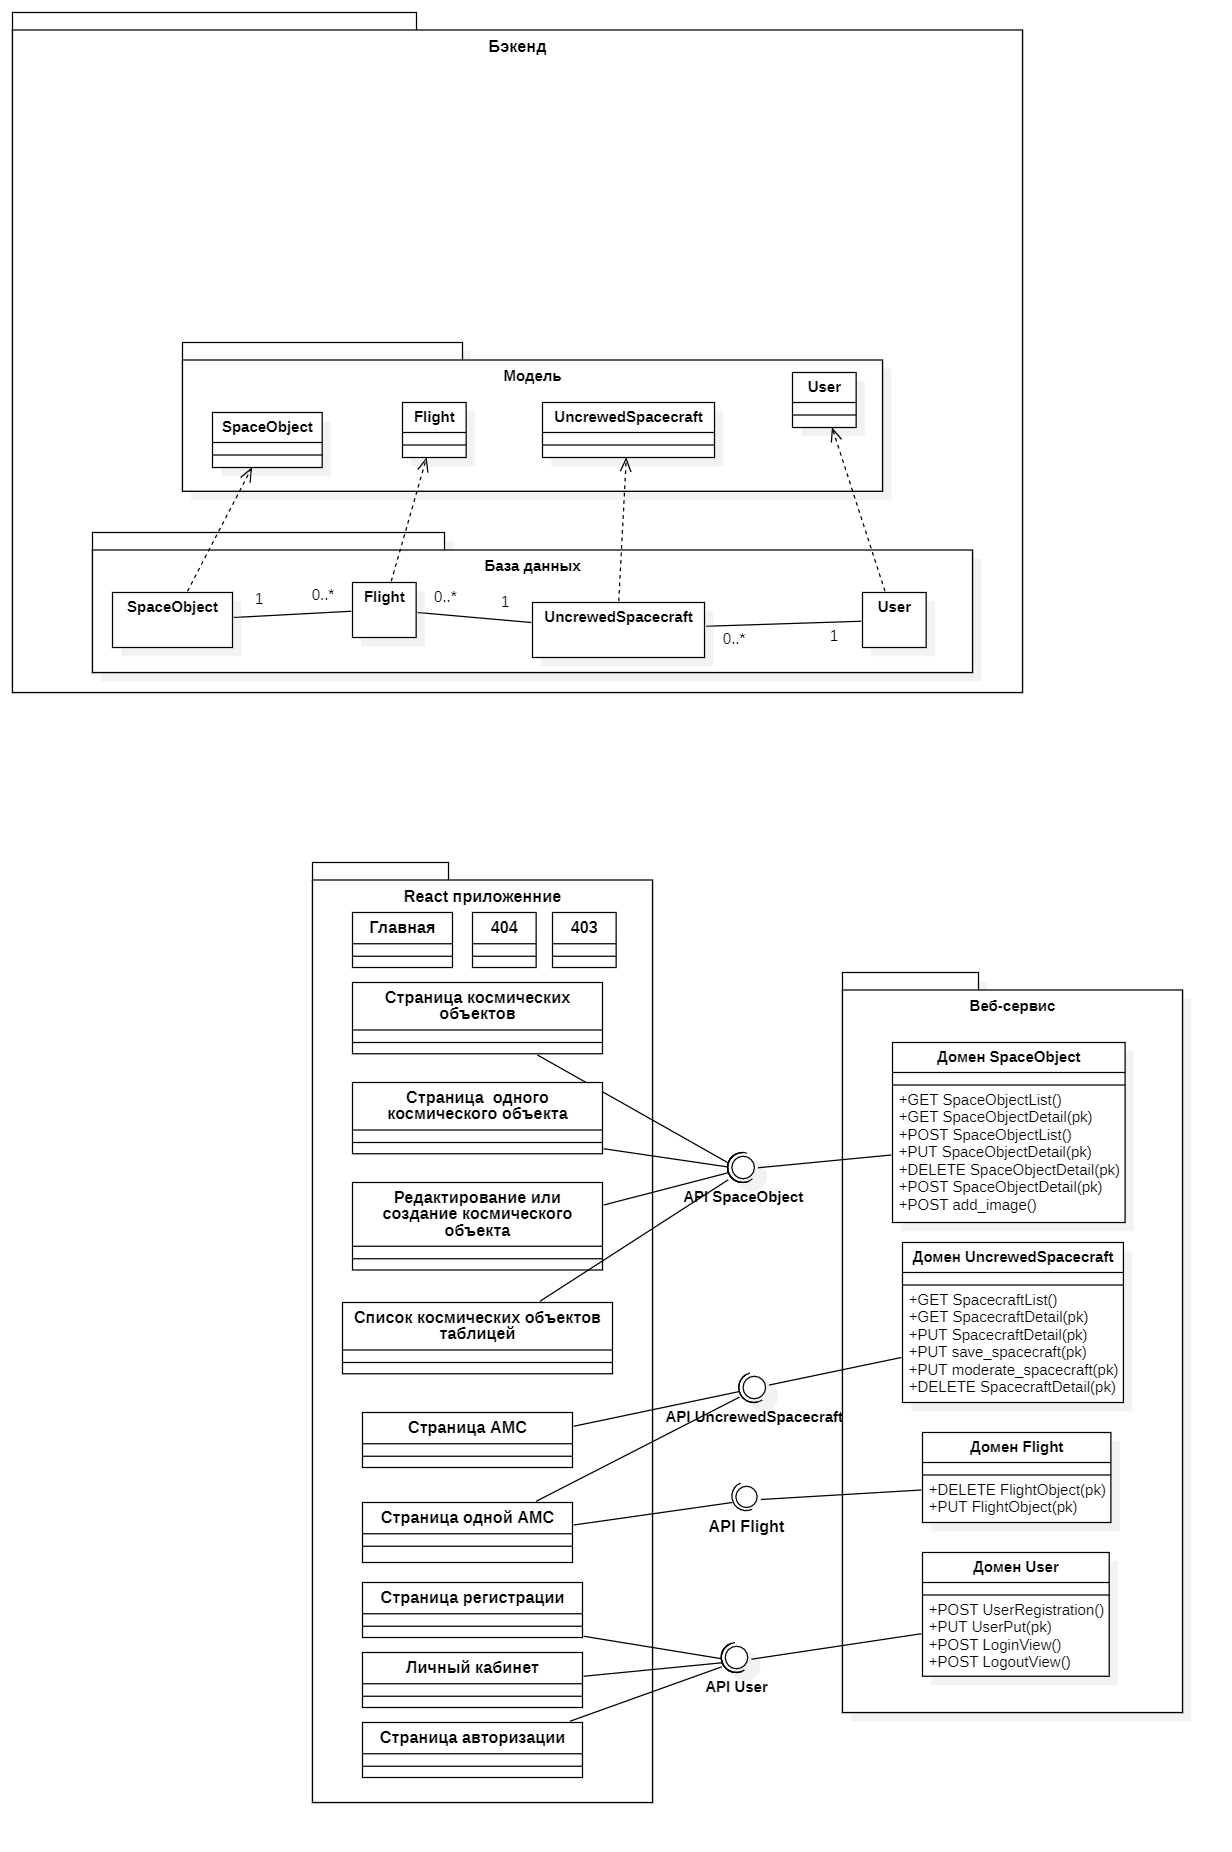 Бэкенд
Модель
SpaceObject
Flight
UncrewedSpacecraft
User
База данных
SpaceObject
1
0..*
Flight
0..*
1
UncrewedSpacecraft
0..*
1
User
React приложенние
Главная
404
403
Страница космических
объектов
Страница  одного
космического объекта
Редактирование или
создание космического
объекта
Список космических объектов
таблицей
Страница АМС
Страница одной АМС
Страница регистрации
Личный кабинет
Страница авторизации
API SpaceObject
API UncrewedSpacecraft
API Flight
API User
Веб-сервис
Домен SpaceObject
+GET SpaceObjectList()
+GET SpaceObjectDetail(pk)
+POST SpaceObjectList()
+PUT SpaceObjectDetail(pk)
+DELETE SpaceObjectDetail(pk)
+POST SpaceObjectDetail(pk)
+POST add_image()
Домен UncrewedSpacecraft
+GET SpacecraftList()
+GET SpacecraftDetail(pk)
+PUT SpacecraftDetail(pk)
+PUT save_spacecraft(pk)
+PUT moderate_spacecraft(pk)
+DELETE SpacecraftDetail(pk)
Домен Flight
+DELETE FlightObject(pk)
+PUT FlightObject(pk)
Домен User
+POST UserRegistration()
+PUT UserPut(pk)
+POST LoginView()
+POST LogoutView()